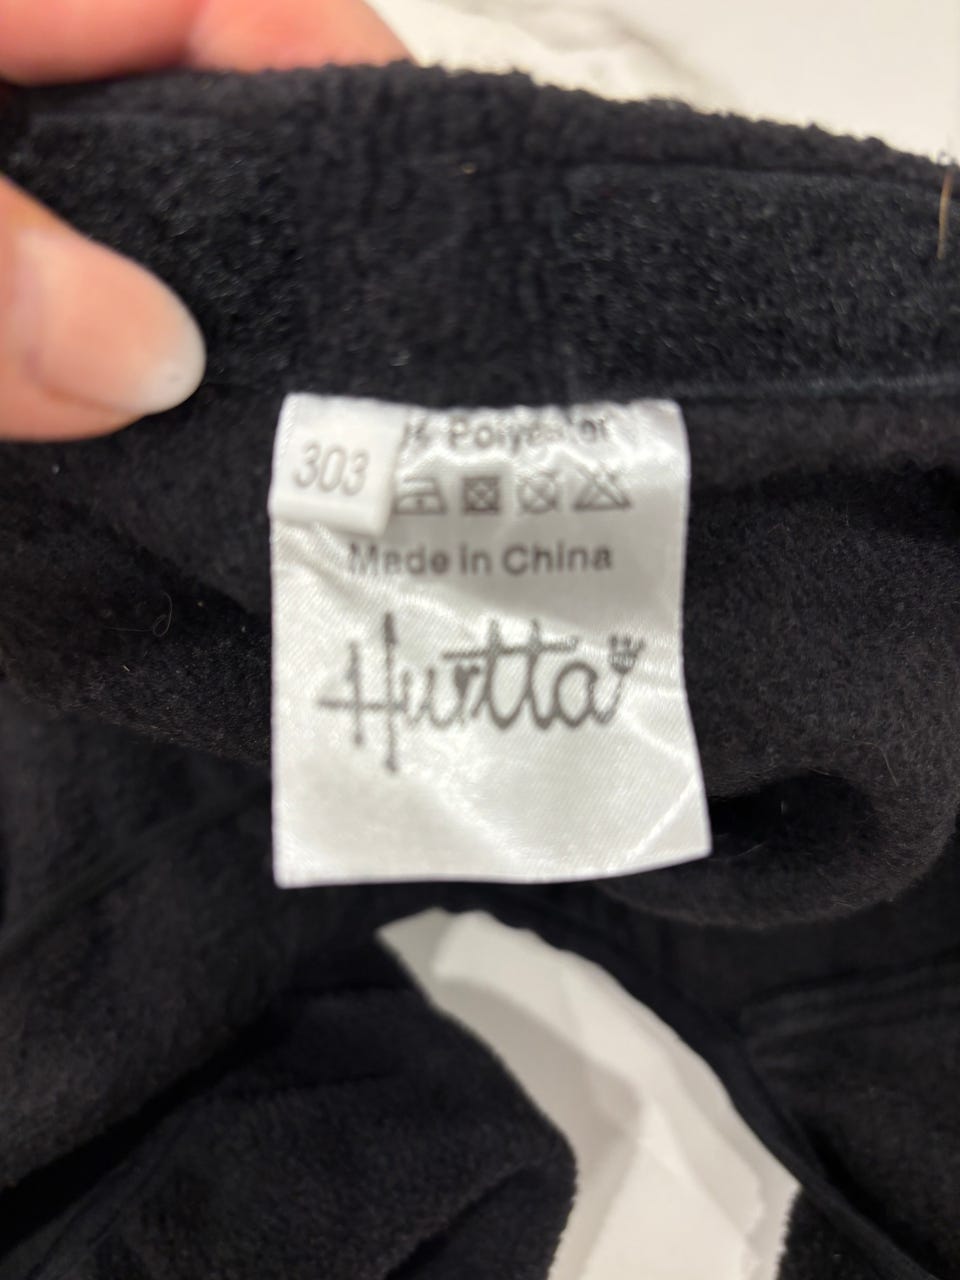 % Polyester
303
Made in China
Hurtta